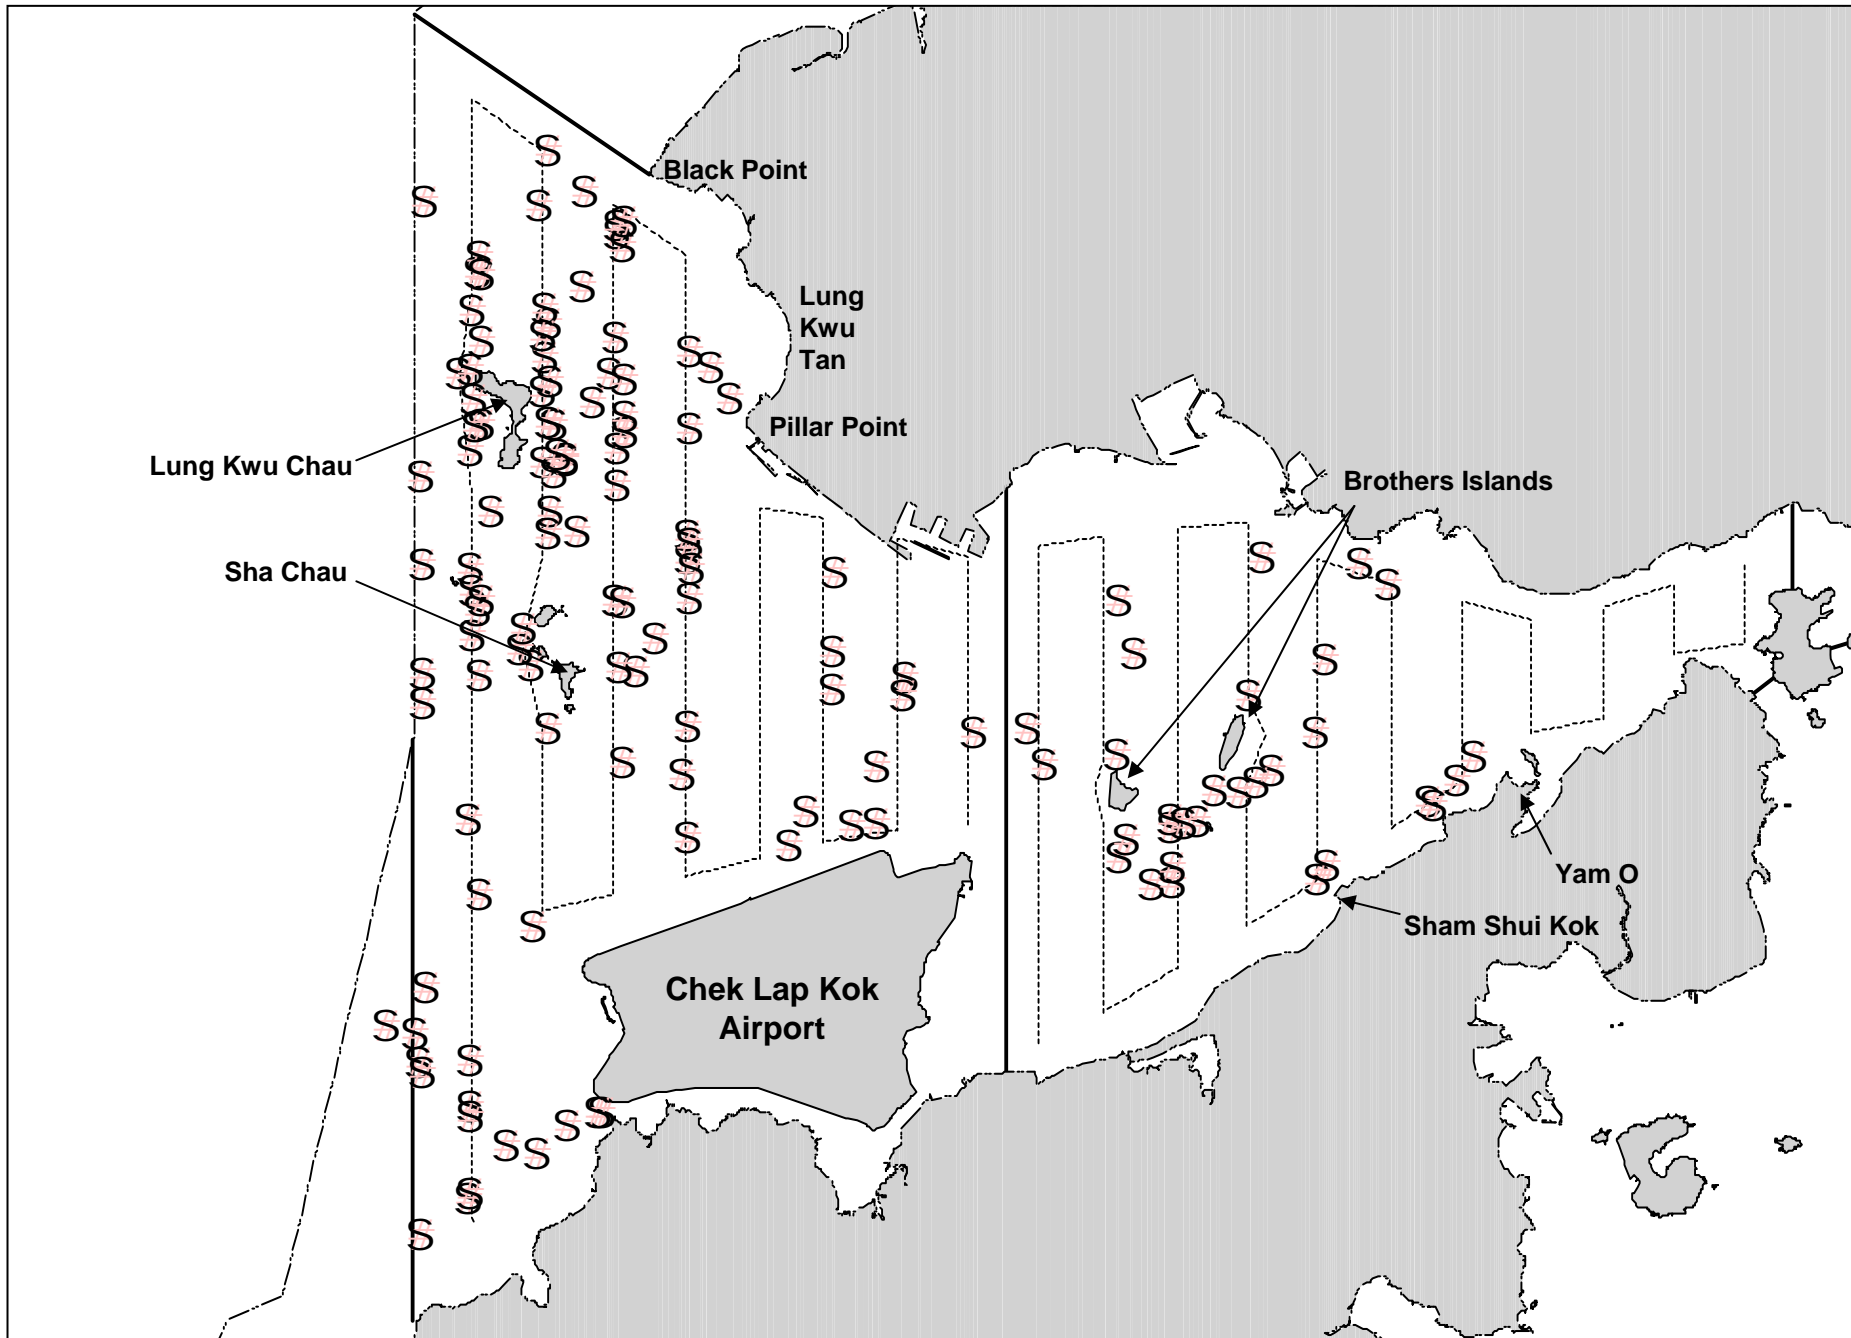 Black Point
Lung
Kwu
Tan
Pillar Point
Lung Kwu Chau
Brothers Islands
Sha Chau
Yam O
Sham Shui Kok
Chek Lap Kok
Airport